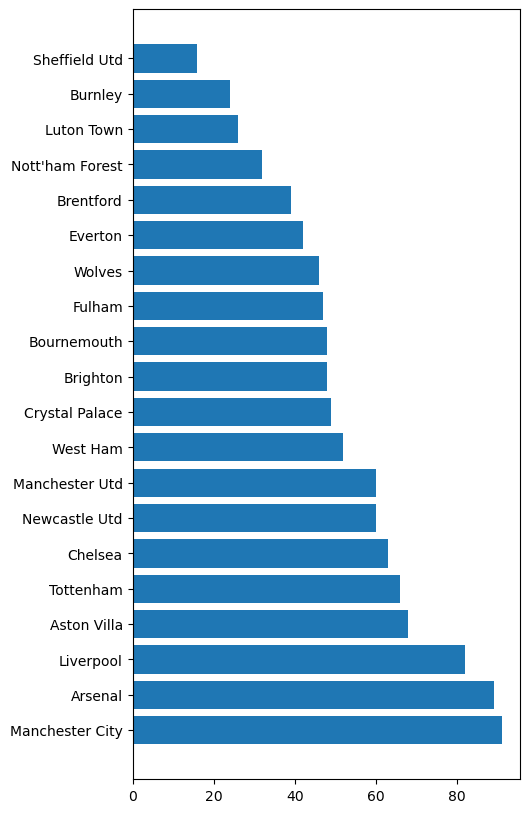 Sheffield Utd
Burnley
Luton Town
Nott'ham Forest
Brentford
Everton
Wolves
Fulham
Bournemouth
Brighton
Crystal Palace
West Ham
Manchester Utd
Newcastle Utd
Chelsea
Tottenham
Aston Villa
Liverpool
Arsenal
Manchester City
0 20 40 60 80